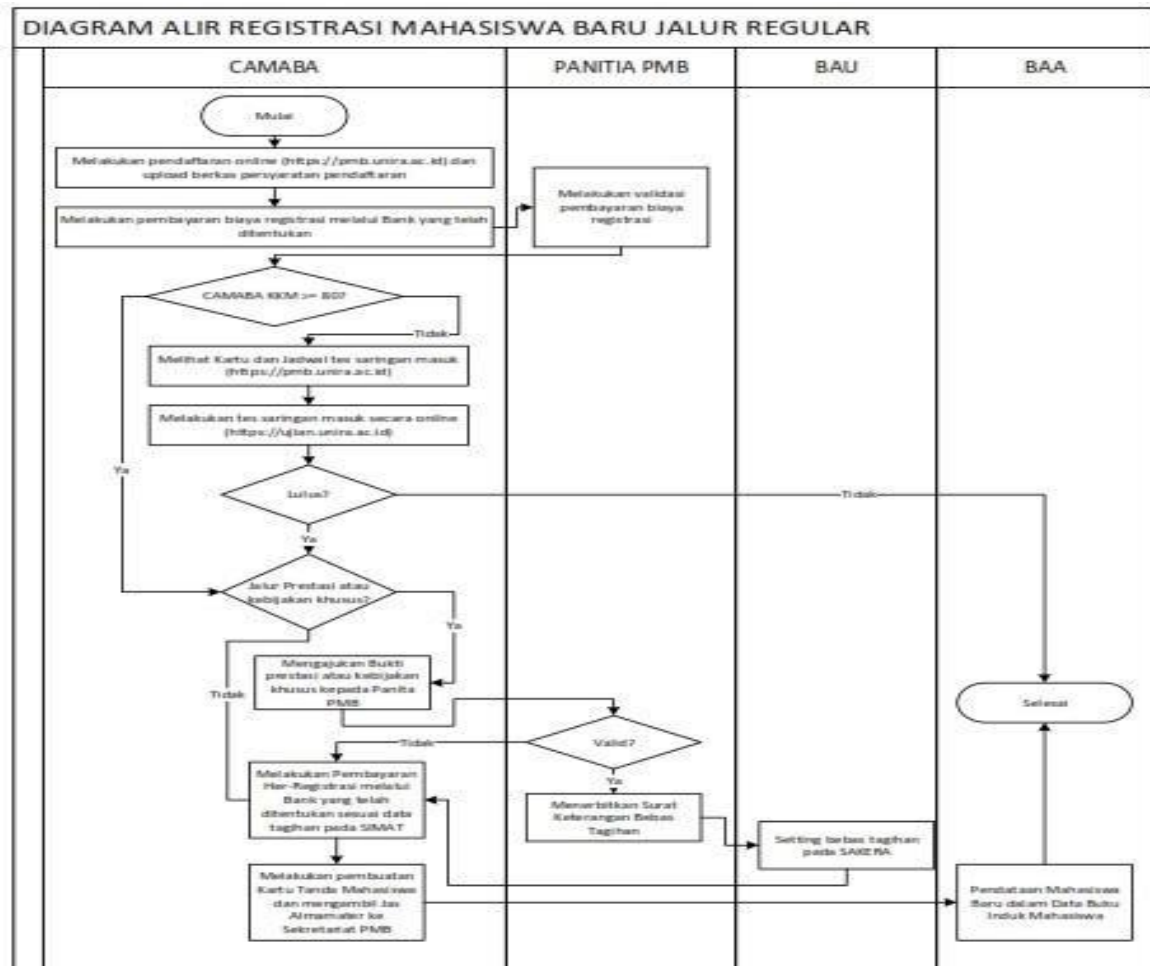 DIAGRAM ALIR REGISTRASI MAHASISWA BARU JALUR REGULAR
CAMABA
PANITIA PMB
BAU
BAA
Mulai
Melakukan pendaftaran online (https://pmb.unira.ac.id) dan
upload berkas persyaratan pendaftaran
Melakukan validasi
pembayaran biaya
registrasi
Melakukan pembayaran biaya registrasi melalui Bank yang telah
ditentukan
CAMABA KKM >= 80?
Tidak
Melihat Kartu dan Jadwal tes saringan masuk
(https://pmb.unira.ac.id)
Melakukan tes saringan masuk secara online
(https://ujian.unira.ac.id)
Ya
Lulus?
Tidak
Ya
Jalur Prestasi atau
kebijakan khusus?
Ya
Mengajukan Bukti
prestasi atau kebijakan
khusus kepada Panita
PMB
Tidak
Selesai
Valid?
Tidak
Ya
Melakukan Pembayaran
Her-Registrasi melalui
Bank yang telah
ditentukan sesuai data
tagihan pada SIMAT
Menerbitkan Surat
Keterangan Bebas
Tagihan
Setting bebas tagihan
pada SAKERA
Melakukan pembuatan
Kartu Tanda Mahasiswa
dan mengambil Jas
Almamater ke
Sekretariat PMB
Pendataan Mahasiswa
Baru dalam Data Buku
Induk Mahasiswa